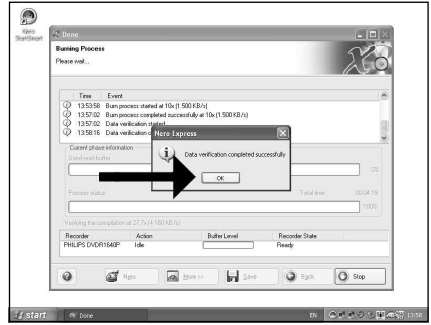 Nero
StartSmart
Done
Burning Process
Please wait...
Time Event
13:53:58 Burn process started at 10x (1.500 KB/s)
13:57:02 Burn process completed successfully at 10x (1.500 KB/s)
13:57:02 Data verification started
13:58:16 Data verification c
Nero Express
Data verification completed successfully
OK
Current phase information
Used read buffer
0%
Process status Total time: 00:04:19
100%
Verifying the compilation at 27,7x (4.160 KB/s)
Recorder Action Buffer Level Recorder State
PHILIPS DVDR1640P Idle Ready
Nero More >> Save Back Stop
start Done EN 13:58